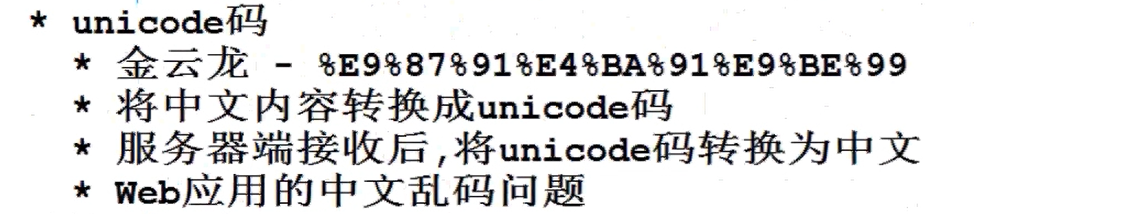 * unicode码
* 金云龙 - %E9%87%91%E4%BA%91%E9%BE%99
* 将中文内容转换成unicode码
* 服务器端接收后,将unicode码转换为中文
* Web应用的中文乱码问题